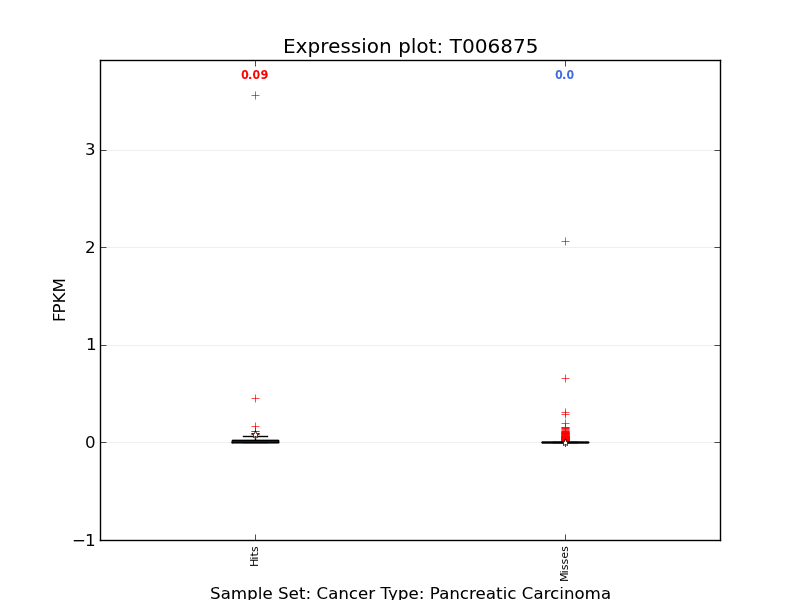 Expression plot: T006875
0.09
0.0
3
2
1
0
−1
FPKM
Hits
Misses
Sample Set: Cancer Type: Pancreatic Carcinoma